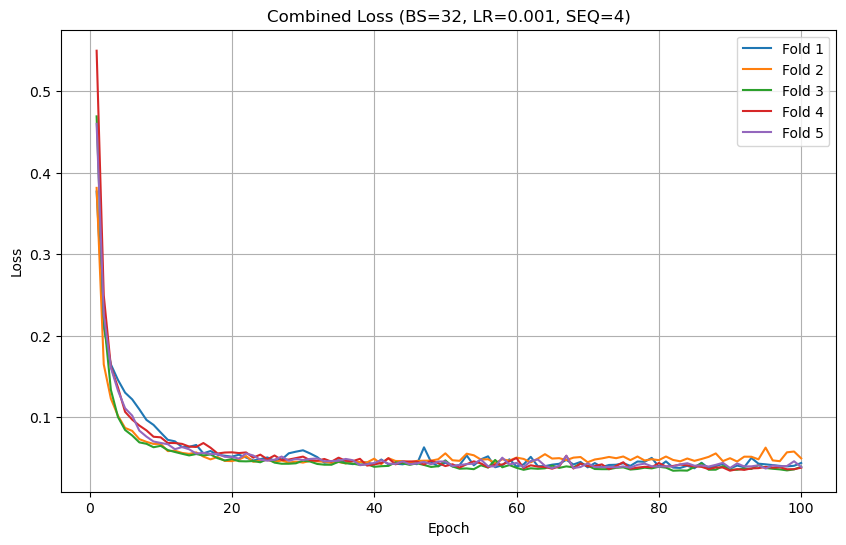 Combined Loss (BS=32, LR=0.001, SEQ=4)
Fold 1
Fold 2
Fold 3
Fold 4
Fold 5
Loss
0.5
0.4
0.3
0.2
0.1
0 20 40 60 80 100
Epoch